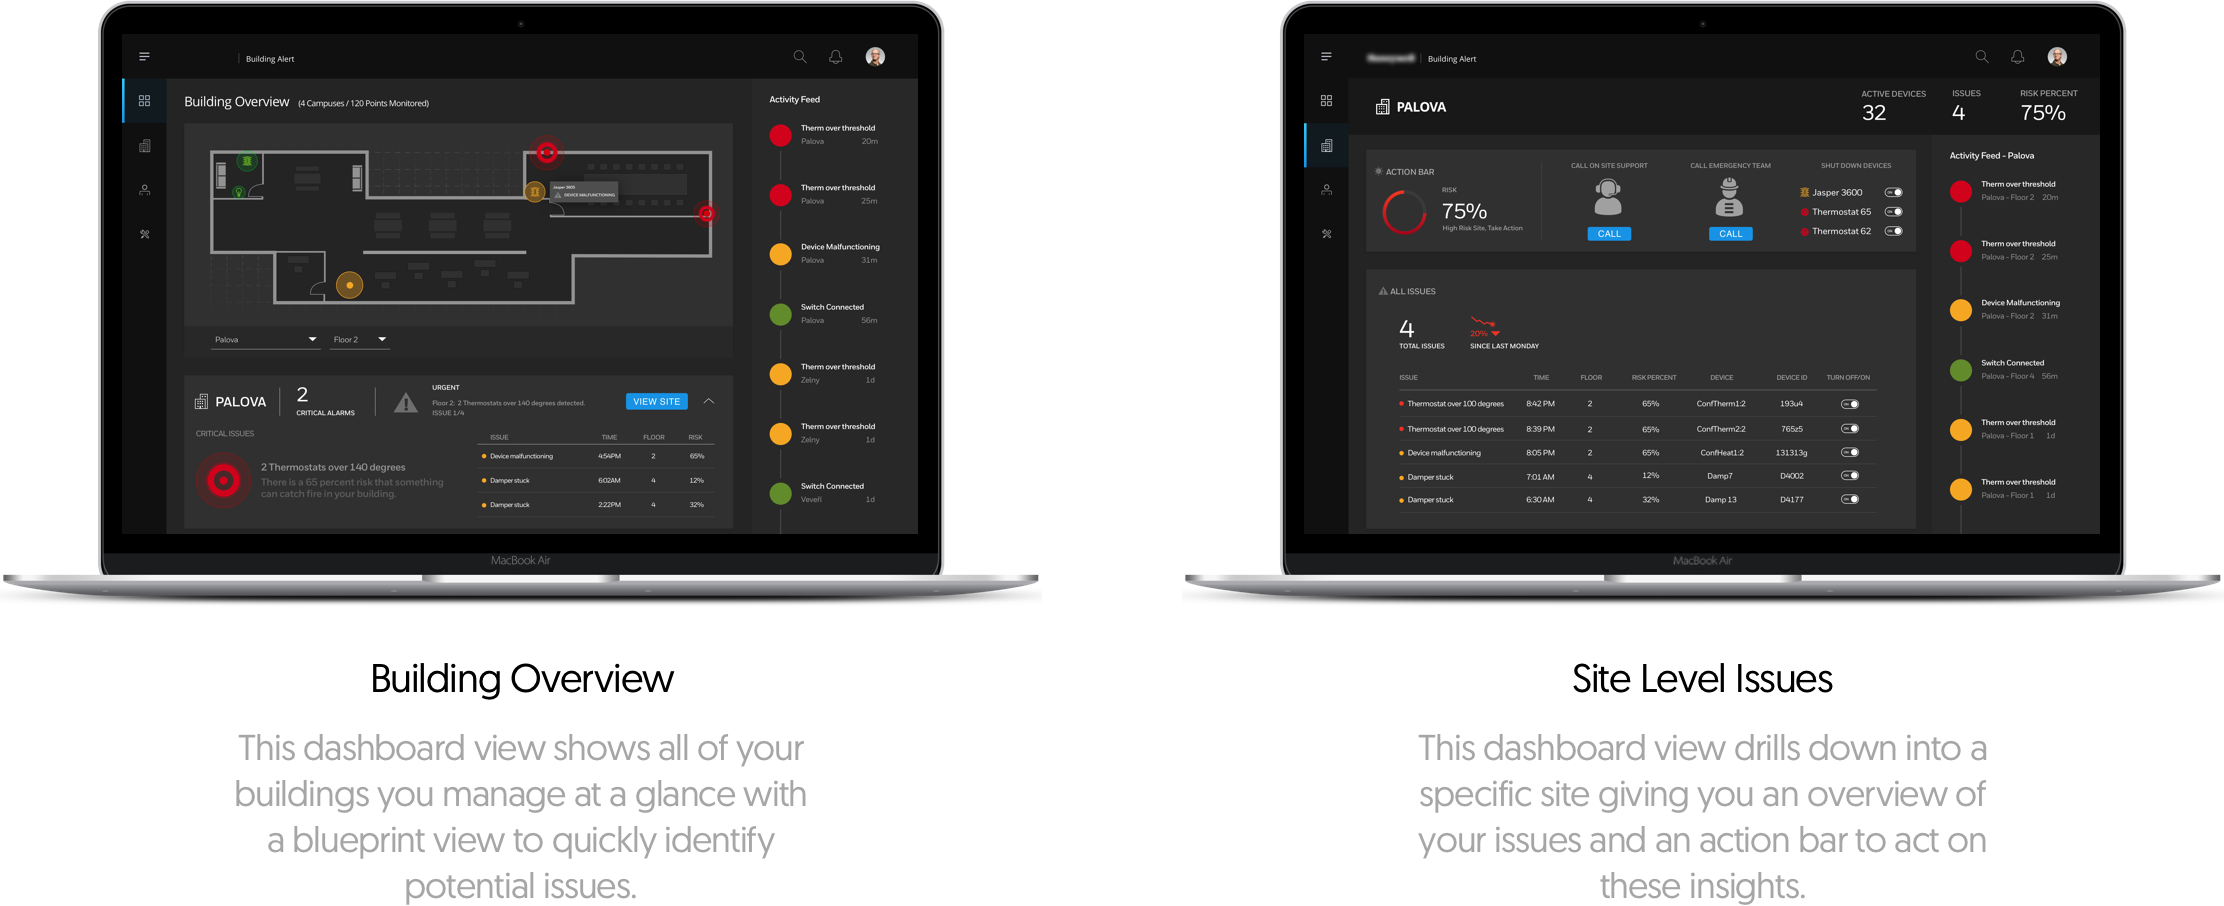 Building Alert
Building Overview (4 Campuses / 120 Points Monitored)
Jasper 3605
DEVICE MALFUNCTIONING
Palova
Floor 2
PALOVA
2
CRITICAL ALARMS
URGENT
Floor 2: 2 Thermostats over 140 degrees detected.
ISSUE 1/4
VIEW SITE
CRITICAL ISSUES
2 Thermostats over 140 degrees
There is a 65 percent risk that something
can catch fire in your building.
ISSUE TIME FLOOR RISK
Device malfunctioning 4:54PM 2 65%
Damper stuck 6:02AM 4 12%
Damper stuck 2:22PM 4 32%
Activity Feed
Therm over threshold
Palova 20m
Therm over threshold
Palova 25m
Device Malfunctioning
Palova 31m
Switch Connected
Palova 56m
Therm over threshold
Zelny 1d
Therm over threshold
Zelny 1d
Switch Connected
Vevefl 1d
MacBook Air
Building Overview
This dashboard view shows all of your
buildings you manage at a glance with
a blueprint view to quickly identify
potential issues.
Building Alert
PALOVA
ACTIVE DEVICES ISSUES RISK PERCENT
32 4 75%
ACTION BAR
RISK
75%
High Risk Site, Take Action
CALL ON SITE SUPPORT
CALL
CALL EMERGENCY TEAM
CALL
SHUT DOWN DEVICES
Jasper 3600 ON
Thermostat 65 ON
Thermostat 62 ON
ALL ISSUES
4
TOTAL ISSUES
20%
SINCE LAST MONDAY
ISSUE TIME FLOOR RISK PERCENT DEVICE DEVICE ID TURN OFF/ON
Thermostat over 100 degrees 8:42 PM 2 65% ConfTherm1:2 193u4 ON
Thermostat over 100 degrees 8:39 PM 2 65% ConfTherm2:2 765z5 ON
Device malfunctioning 8:05 PM 2 65% ConfHeat1:2 131313g ON
Damper stuck 7:01 AM 4 12% Damp7 D4002 ON
Damper stuck 6:30 AM 4 32% Damp 13 D4177 ON
Activity Feed - Palova
Therm over threshold
Palova - Floor 2 20m
Therm over threshold
Palova - Floor 2 25m
Device Malfunctioning
Palova - Floor 2 31m
Switch Connected
Palova - Floor 4 56m
Therm over threshold
Palova - Floor 1 1d
Therm over threshold
Palova - Floor 1 1d
MacBook Air
Site Level Issues
This dashboard view drills down into a
specific site giving you an overview of
your issues and an action bar to act on
these insights.